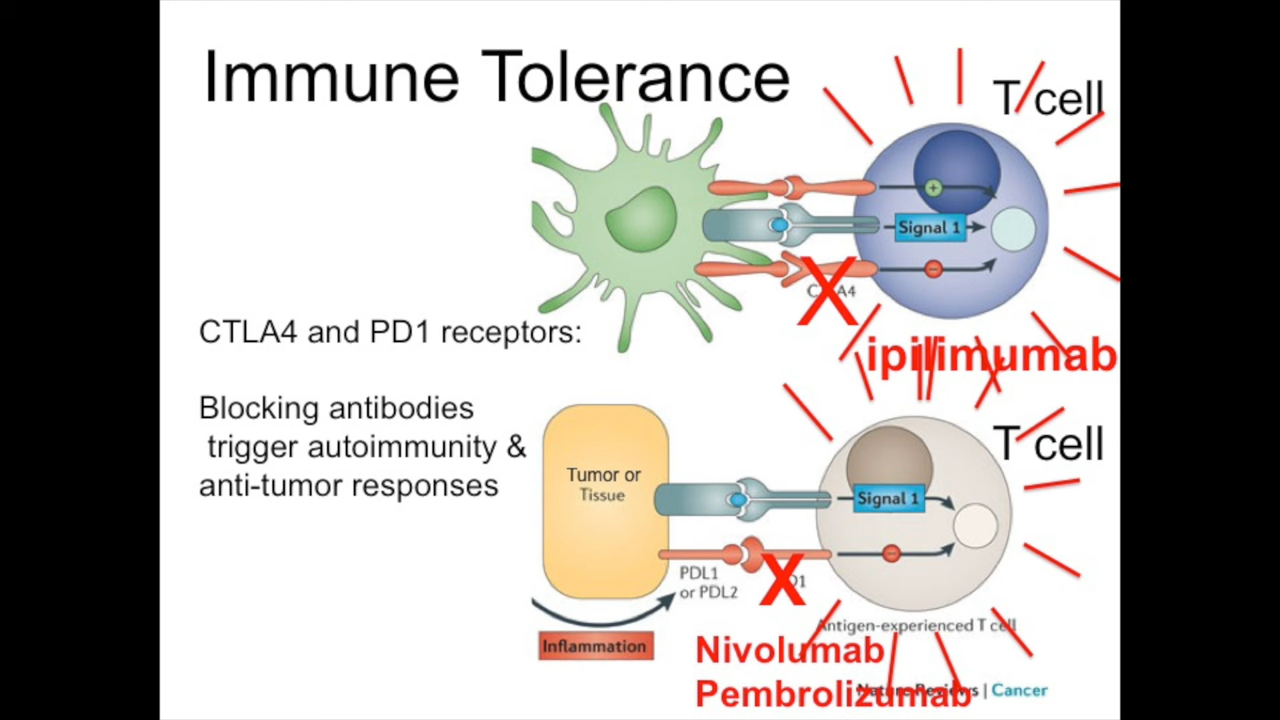 Immune Tolerance
T cell
+
Signal 1
CTLA4
X
ipilimumab
CTLA4 and PD1 receptors:
Blocking antibodies
trigger autoimmunity &
anti-tumor responses
T cell
Tumor or
Tissue
Signal 1
PDL1
or PDL2
X
Antigen-experienced T cell
Inflammation
Nivolumab
Pembrolizumab
Nature Reviews | Cancer